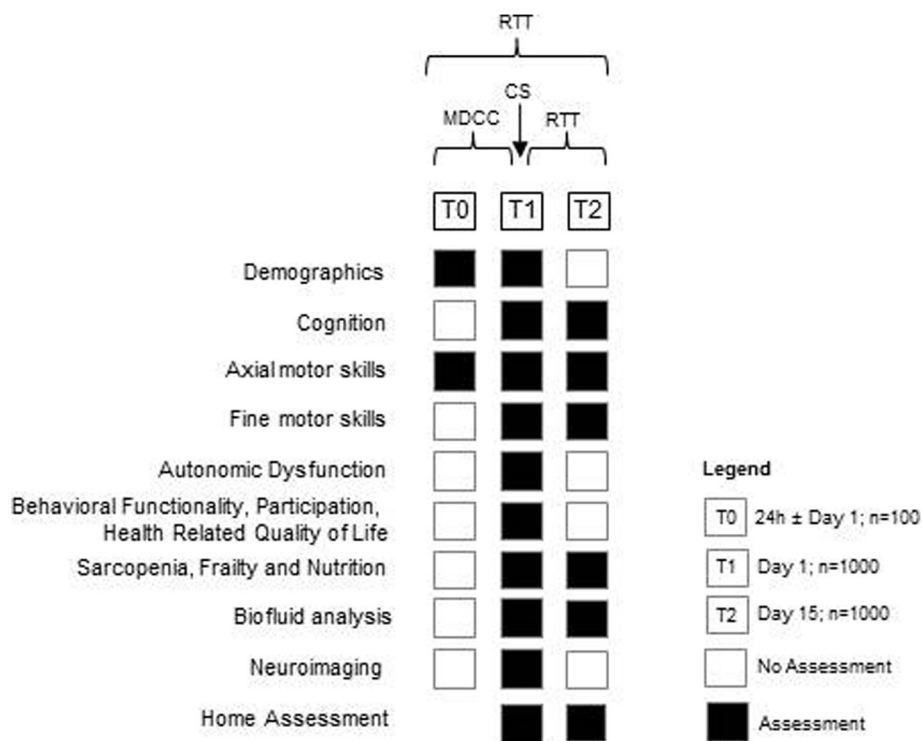 RTT
CS
MDCC
RTT
T0 T1 T2
Demographics
Cognition
Axial motor skills
Fine motor skills
Autonomic Dysfunction
Behavioral Functionality, Participation,
Health Related Quality of Life
Sarcopenia, Frailty and Nutrition
Biofluid analysis
Neuroimaging
Home Assessment
Legend
T0 24h ± Day 1; n=100
T1 Day 1; n=1000
T2 Day 15; n=1000
No Assessment
Assessment